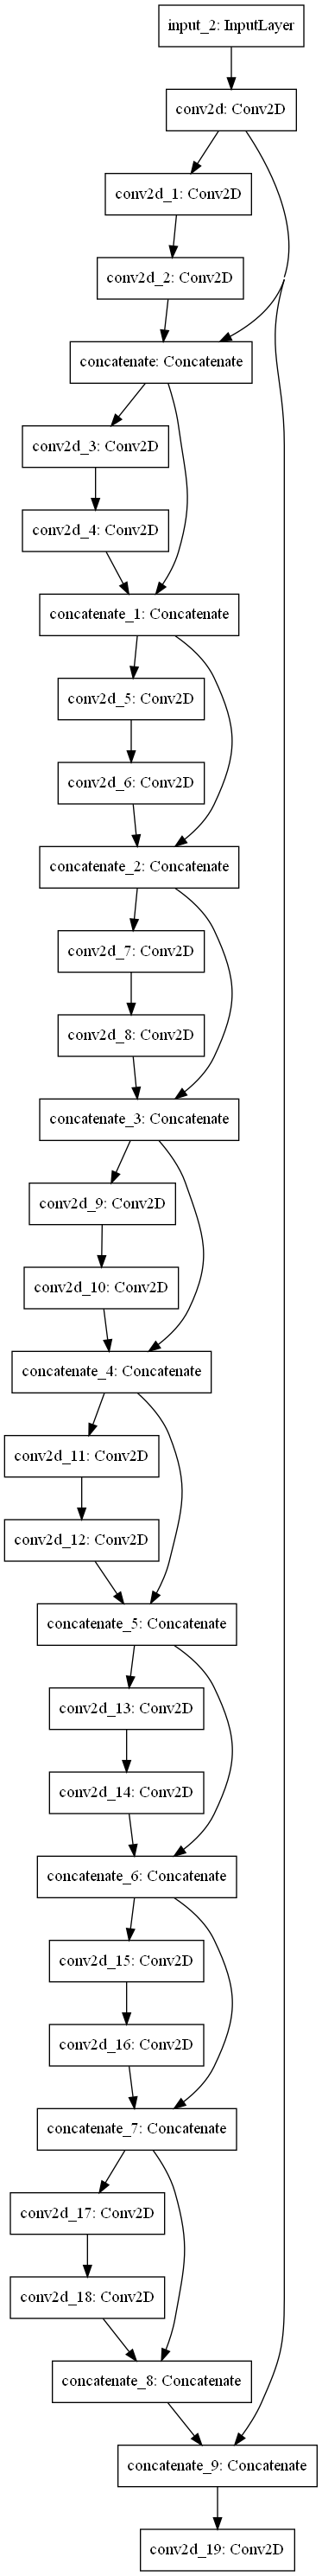 input_2: InputLayer
conv2d: Conv2D
conv2d_1: Conv2D
conv2d_2: Conv2D
concatenate: Concatenate
conv2d_3: Conv2D
conv2d_4: Conv2D
concatenate_1: Concatenate
conv2d_5: Conv2D
conv2d_6: Conv2D
concatenate_2: Concatenate
conv2d_7: Conv2D
conv2d_8: Conv2D
concatenate_3: Concatenate
conv2d_9: Conv2D
conv2d_10: Conv2D
concatenate_4: Concatenate
conv2d_11: Conv2D
conv2d_12: Conv2D
concatenate_5: Concatenate
conv2d_13: Conv2D
conv2d_14: Conv2D
concatenate_6: Concatenate
conv2d_15: Conv2D
conv2d_16: Conv2D
concatenate_7: Concatenate
conv2d_17: Conv2D
conv2d_18: Conv2D
concatenate_8: Concatenate
concatenate_9: Concatenate
conv2d_19: Conv2D